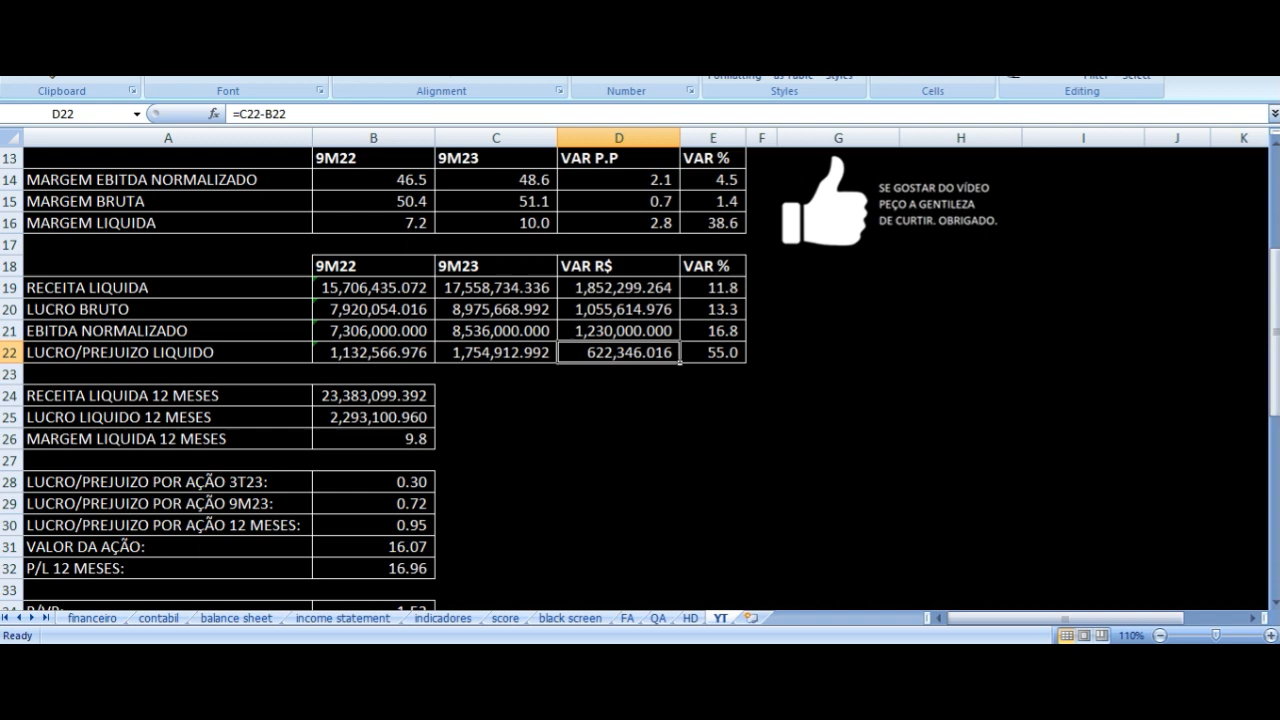 Formatting as Table Styles Filter Select
Clipboard Font Alignment Number Styles Cells Editing
D22 fx =C22-B22
A B C D E F G H I J K
13 9M22 9M23 VAR P.P VAR %
14 MARGEM EBITDA NORMALIZADO 46.5 48.6 2.1 4.5
15 MARGEM BRUTA 50.4 51.1 0.7 1.4
16 MARGEM LIQUIDA 7.2 10.0 2.8 38.6
SE GOSTAR DO VÍDEO
PEÇO A GENTILEZA
DE CURTIR. OBRIGADO.
17
18 9M22 9M23 VAR R$ VAR %
19 RECEITA LIQUIDA 15,706,435.072 17,558,734.336 1,852,299.264 11.8
20 LUCRO BRUTO 7,920,054.016 8,975,668.992 1,055,614.976 13.3
21 EBITDA NORMALIZADO 7,306,000.000 8,536,000.000 1,230,000.000 16.8
22 LUCRO/PREJUIZO LIQUIDO 1,132,566.976 1,754,912.992 622,346.016 55.0
23
24 RECEITA LIQUIDA 12 MESES 23,383,099.392
25 LUCRO LIQUIDO 12 MESES 2,293,100.960
26 MARGEM LIQUIDA 12 MESES 9.8
27
28 LUCRO/PREJUIZO POR AÇÃO 3T23: 0.30
29 LUCRO/PREJUIZO POR AÇÃO 9M23: 0.72
30 LUCRO/PREJUIZO POR AÇÃO 12 MESES: 0.95
31 VALOR DA AÇÃO: 16.07
32 P/L 12 MESES: 16.96
33
34 P/VP: 1.52
financeiro contabil balance sheet income statement indicadores score black screen FA QA HD YT
Ready 110%